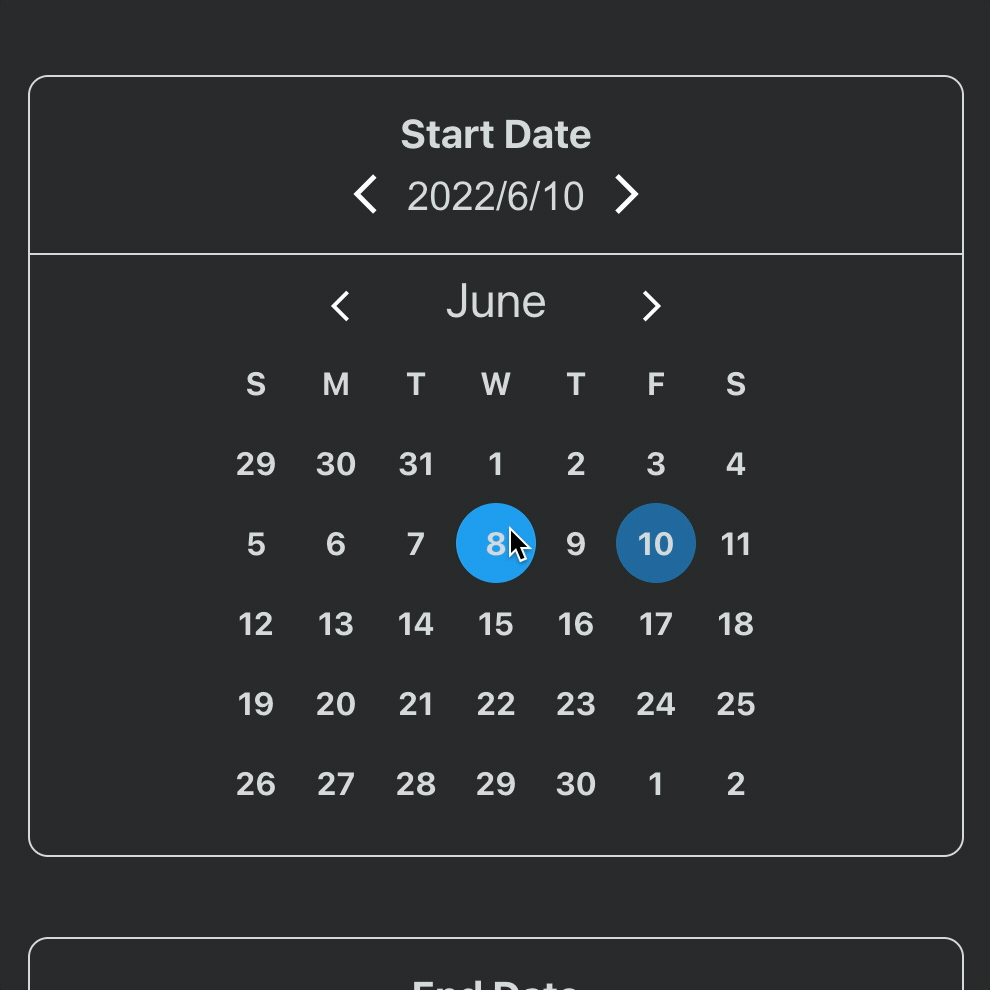 Start Date
2022/6/10
June
S M T W T F S
29 30 31 1 2 3 4
5 6 7 8 9 10 11
12 13 14 15 16 17 18
19 20 21 22 23 24 25
26 27 28 29 30 1 2
End Date